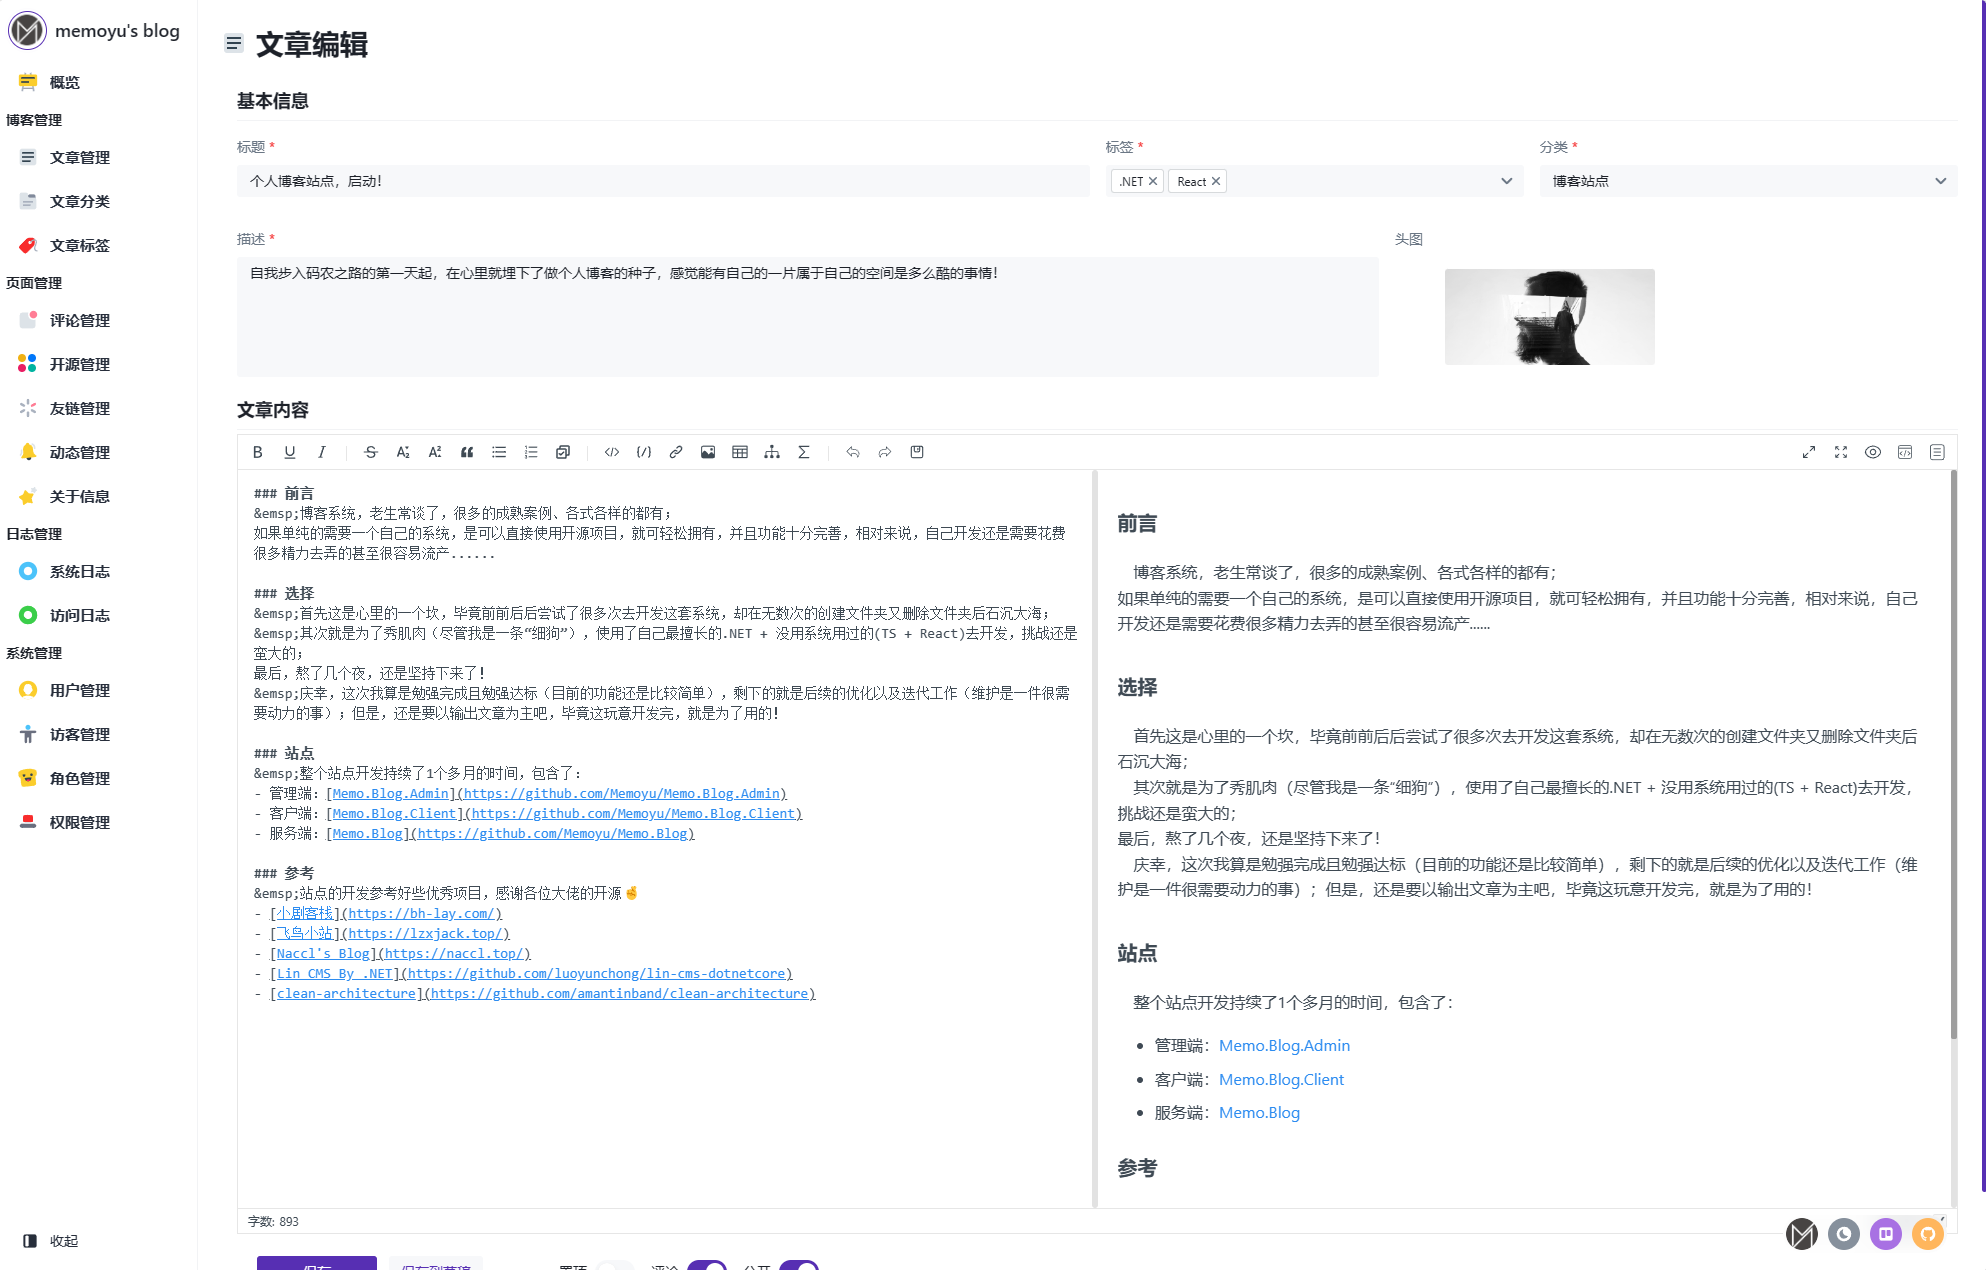 memoyu's blog
概览
博客管理
文章管理
文章分类
文章标签
页面管理
评论管理
开源管理
友链管理
动态管理
关于信息
日志管理
系统日志
访问日志
系统管理
用户管理
访客管理
角色管理
权限管理
收起
文章编辑
基本信息
标题 *
个人博客站点，启动！
标签 *
.NET
React
分类 *
博客站点
描述 *
自我步入码农之路的第一天起，在心里就埋下了做个人博客的种子，感觉能有自己的一片属于自己的空间是多么酷的事情！
头图
文章内容
### 前言
&emsp;博客系统，老生常谈了，很多的成熟案例、各式各样的都有；
如果单纯的需要一个自己的系统，是可以直接使用开源项目，就可轻松拥有，并且功能十分完善，相对来说，自己开发还是需要花费
很多精力去弄的甚至很容易流产......
### 选择
&emsp;首先这是心里的一个坎，毕竟前前后后尝试了很多次去开发这套系统，却在无数次的创建文件夹又删除文件夹后石沉大海；
&emsp;其次就是为了秀肌肉（尽管我是一条“细狗”），使用了自己最擅长的.NET + 没用系统用过的(TS + React)去开发，挑战还是
蛮大的；
最后，熬了几个夜，还是坚持下来了！
&emsp;庆幸，这次我算是勉强完成且勉强达标（目前的功能还是比较简单），剩下的就是后续的优化以及迭代工作（维护是一件很需
要动力的事）；但是，还是要以输出文章为主吧，毕竟这玩意开发完，就是为了用的！
### 站点
&emsp;整个站点开发持续了1个多月的时间，包含了：
- 管理端：[Memo.Blog.Admin](https://github.com/Memoyu/Memo.Blog.Admin)
- 客户端：[Memo.Blog.Client](https://github.com/Memoyu/Memo.Blog.Client)
- 服务端：[Memo.Blog](https://github.com/Memoyu/Memo.Blog)
### 参考
&emsp;站点的开发参考好些优秀项目，感谢各位大佬的开源✌
- [小剧客栈](https://bh-lay.com/)
- [飞鸟小站](https://lzxjack.top/)
- [Naccl's Blog](https://naccl.top/)
- [Lin CMS By .NET](https://github.com/luoyunchong/lin-cms-dotnetcore)
- [clean-architecture](https://github.com/amantinband/clean-architecture)
前言
博客系统，老生常谈了，很多的成熟案例、各式各样的都有；
如果单纯的需要一个自己的系统，是可以直接使用开源项目，就可轻松拥有，并且功能十分完善，相对来说，自己
开发还是需要花费很多精力去弄的甚至很容易流产......
选择
首先这是心里的一个坎，毕竟前前后后尝试了很多次去开发这套系统，却在无数次的创建文件夹又删除文件夹后
石沉大海；
其次就是为了秀肌肉（尽管我是一条“细狗”），使用了自己最擅长的.NET + 没用系统用过的(TS + React)去开发，
挑战还是蛮大的；
最后，熬了几个夜，还是坚持下来了！
庆幸，这次我算是勉强完成且勉强达标（目前的功能还是比较简单），剩下的就是后续的优化以及迭代工作（维
护是一件很需要动力的事）；但是，还是要以输出文章为主吧，毕竟这玩意开发完，就是为了用的！
站点
整个站点开发持续了1个多月的时间，包含了：
管理端：Memo.Blog.Admin
客户端：Memo.Blog.Client
服务端：Memo.Blog
参考
字数: 893
保存
保存到草稿
置顶
评论
公开